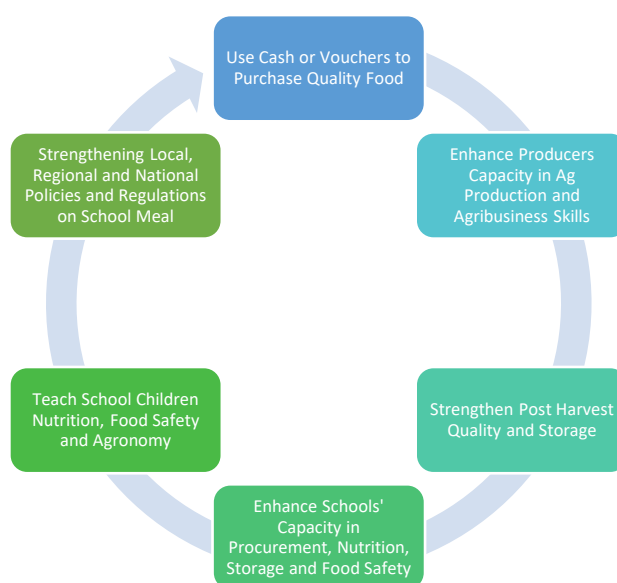 Use Cash or Vouchers to
Purchase Quality Food
Enhance Producers
Capacity in Ag
Production and
Agribusiness Skills
Strengthen Post Harvest
Quality and Storage
Enhance Schools'
Capacity in
Procurement, Nutrition,
Storage and Food Safety
Teach School Children
Nutrition, Food Safety
and Agronomy
Strengthening Local,
Regional and National
Policies and Regulations
on School Meal